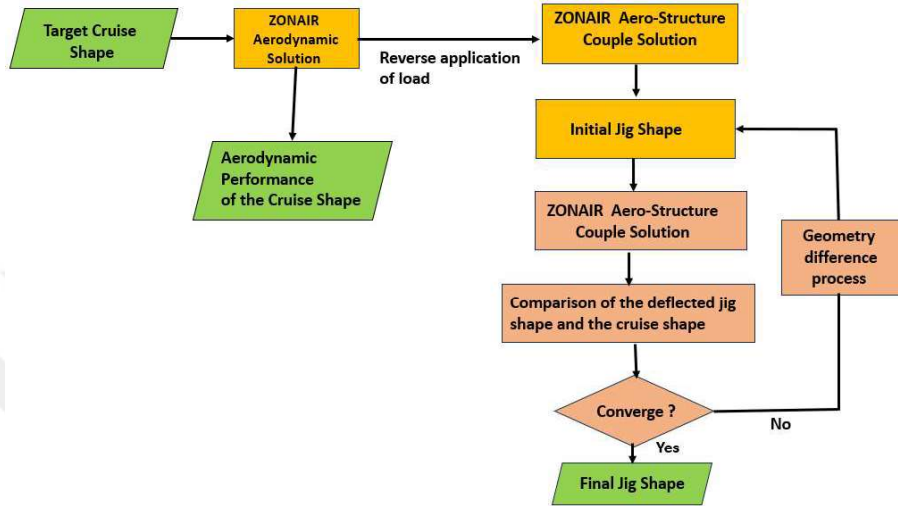 Target Cruise
Shape
ZONAIR
Aerodynamic
Solution
Reverse application
of load
ZONAIR Aero-Structure
Couple Solution
Aerodynamic
Performance
of the Cruise Shape
Initial Jig Shape
ZONAIR Aero-Structure
Couple Solution
Geometry
difference
process
Comparison of the deflected jig
shape and the cruise shape
Converge ?
No
Yes
Final Jig Shape